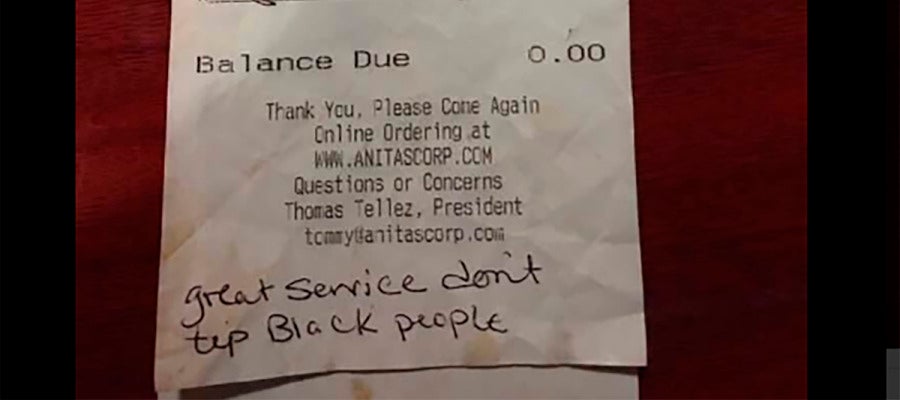 Balance Due 0.00
Thank You, Please Come Again
Online Ordering at
WWW.ANITASCORP.COM
Questions or Concerns
Thomas Tellez, President
tommy@anitascorp.com
great service don't
tip Black people